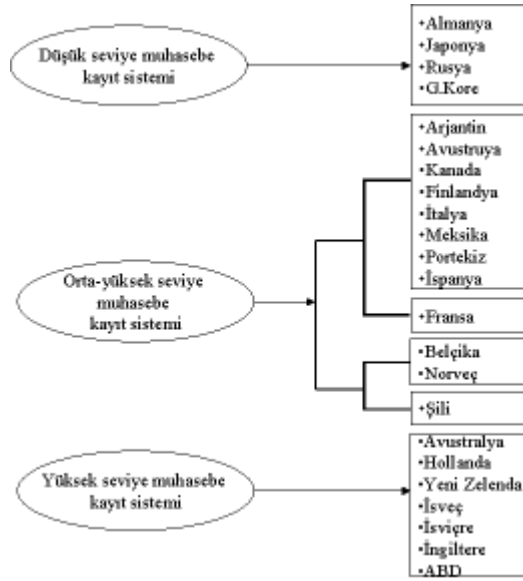 Düşük seviye muhasebe
kayıt sistemi
•Almanya
•Japonya
•Rusya
•G.Kore
Orta-yüksek seviye
muhasebe
kayıt sistemi
•Arjantin
•Avustruya
•Kanada
•Finlandya
•İtalya
•Meksika
•Portekiz
•İspanya
•Fransa
•Belçika
•Norveç
•Şili
Yüksek seviye muhasebe
kayıt sistemi
•Avustralya
•Hollanda
•Yeni Zelenda
•İsveç
•İsviçre
•İngiltere
•ABD